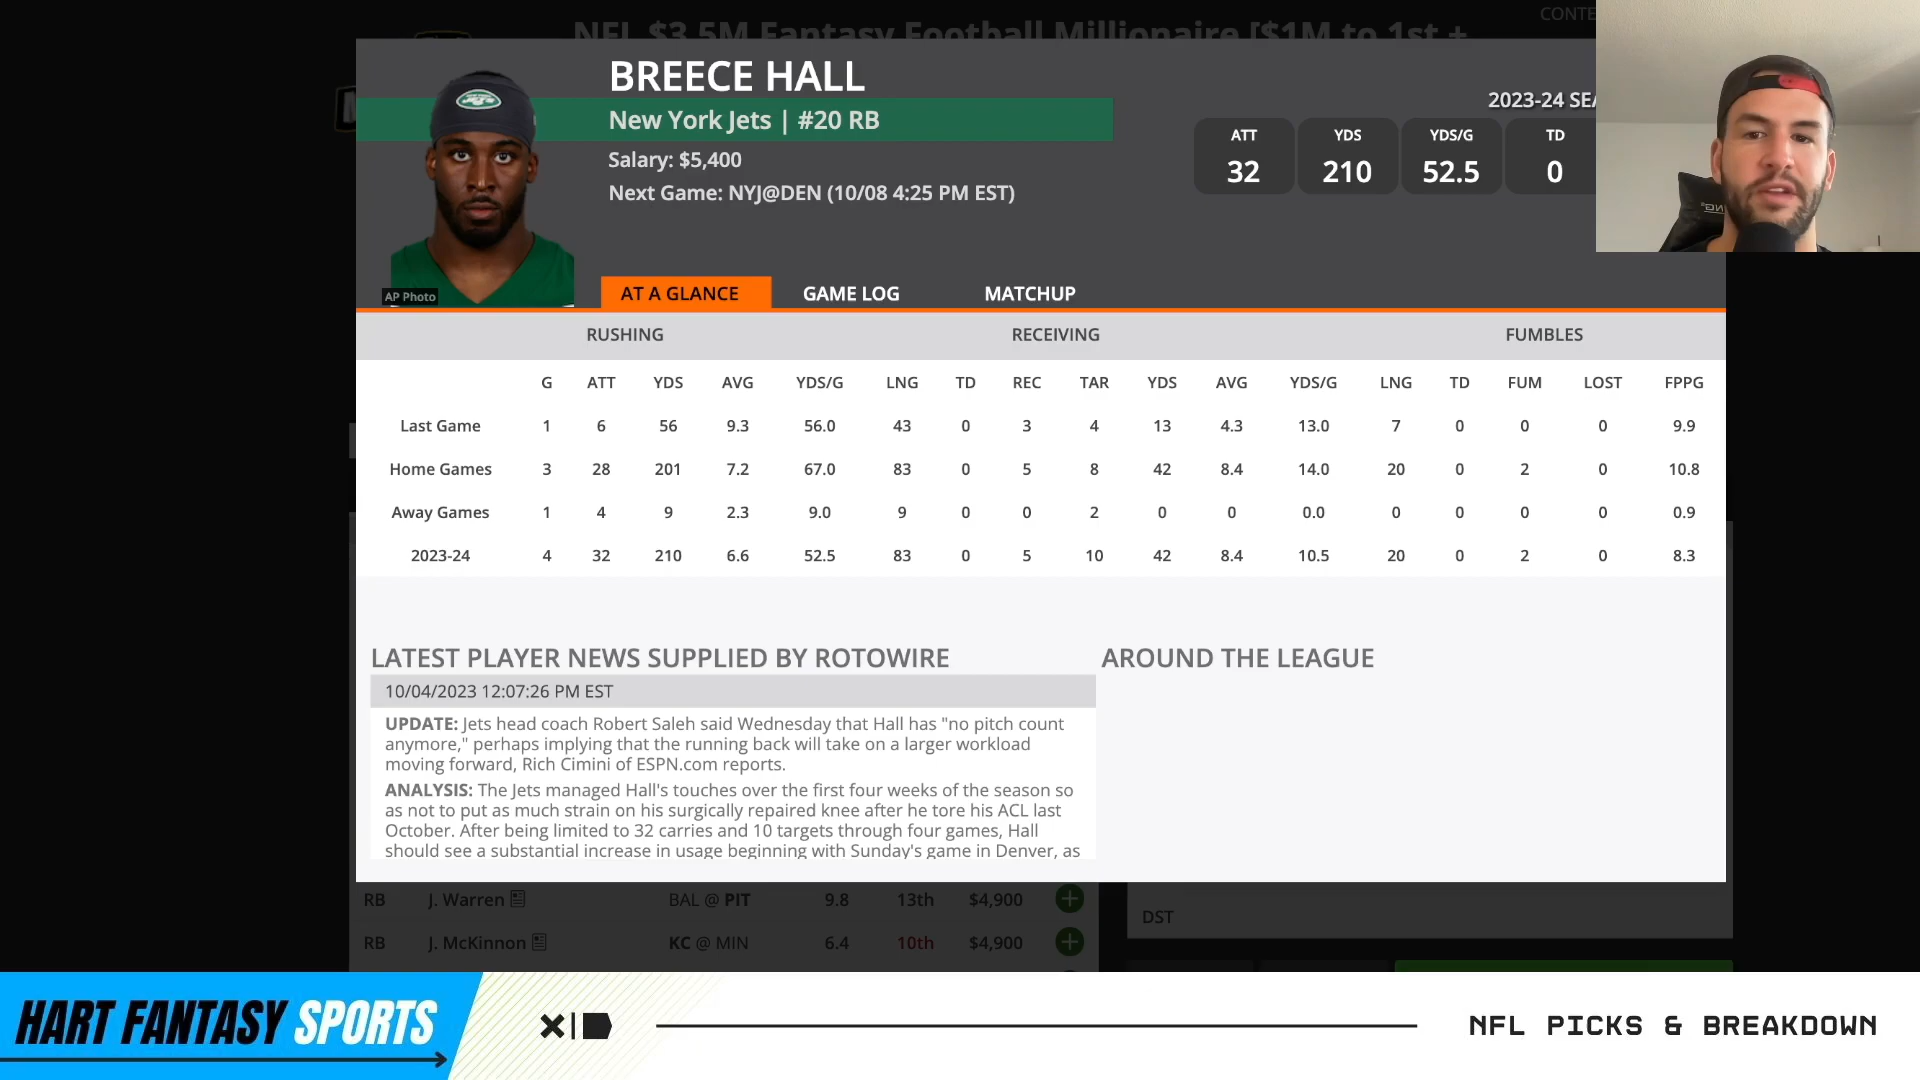 NFL $3.5M Fantasy Football Millionaire [$1M to 1st +
CONTE
BREECE HALL
New York Jets | #20 RB
Salary: $5,400
Next Game: NYJ@DEN (10/08 4:25 PM EST)
2023-24 SEA
ATT YDS YDS/G TD
32 210 52.5 0
AP Photo
AT A GLANCE GAME LOG MATCHUP
RUSHING RECEIVING FUMBLES
G ATT YDS AVG YDS/G LNG TD REC TAR YDS AVG YDS/G LNG TD FUM LOST FPPG
Last Game 1 6 56 9.3 56.0 43 0 3 4 13 4.3 13.0 7 0 0 0 9.9
Home Games 3 28 201 7.2 67.0 83 0 5 8 42 8.4 14.0 20 0 2 0 10.8
Away Games 1 4 9 2.3 9.0 9 0 0 2 0 0 0.0 0 0 0 0 0.9
2023-24 4 32 210 6.6 52.5 83 0 5 10 42 8.4 10.5 20 0 2 0 8.3
LATEST PLAYER NEWS SUPPLIED BY ROTOWIRE
AROUND THE LEAGUE
10/04/2023 12:07:26 PM EST
UPDATE: Jets head coach Robert Saleh said Wednesday that Hall has "no pitch count
anymore," perhaps implying that the running back will take on a larger workload
moving forward, Rich Cimini of ESPN.com reports.
ANALYSIS: The Jets managed Hall's touches over the first four weeks of the season so
as not to put as much strain on his surgically repaired knee after he tore his ACL last
October. After being limited to 32 carries and 10 targets through four games, Hall
should see a substantial increase in usage beginning with Sunday's game in Denver, as
RB J. Warren BAL @ PIT 9.8 13th $4,900
RB J. McKinnon KC @ MIN 6.4 10th $4,900
DST
HART FANTASY SPORTS
NFL PICKS & BREAKDOWN